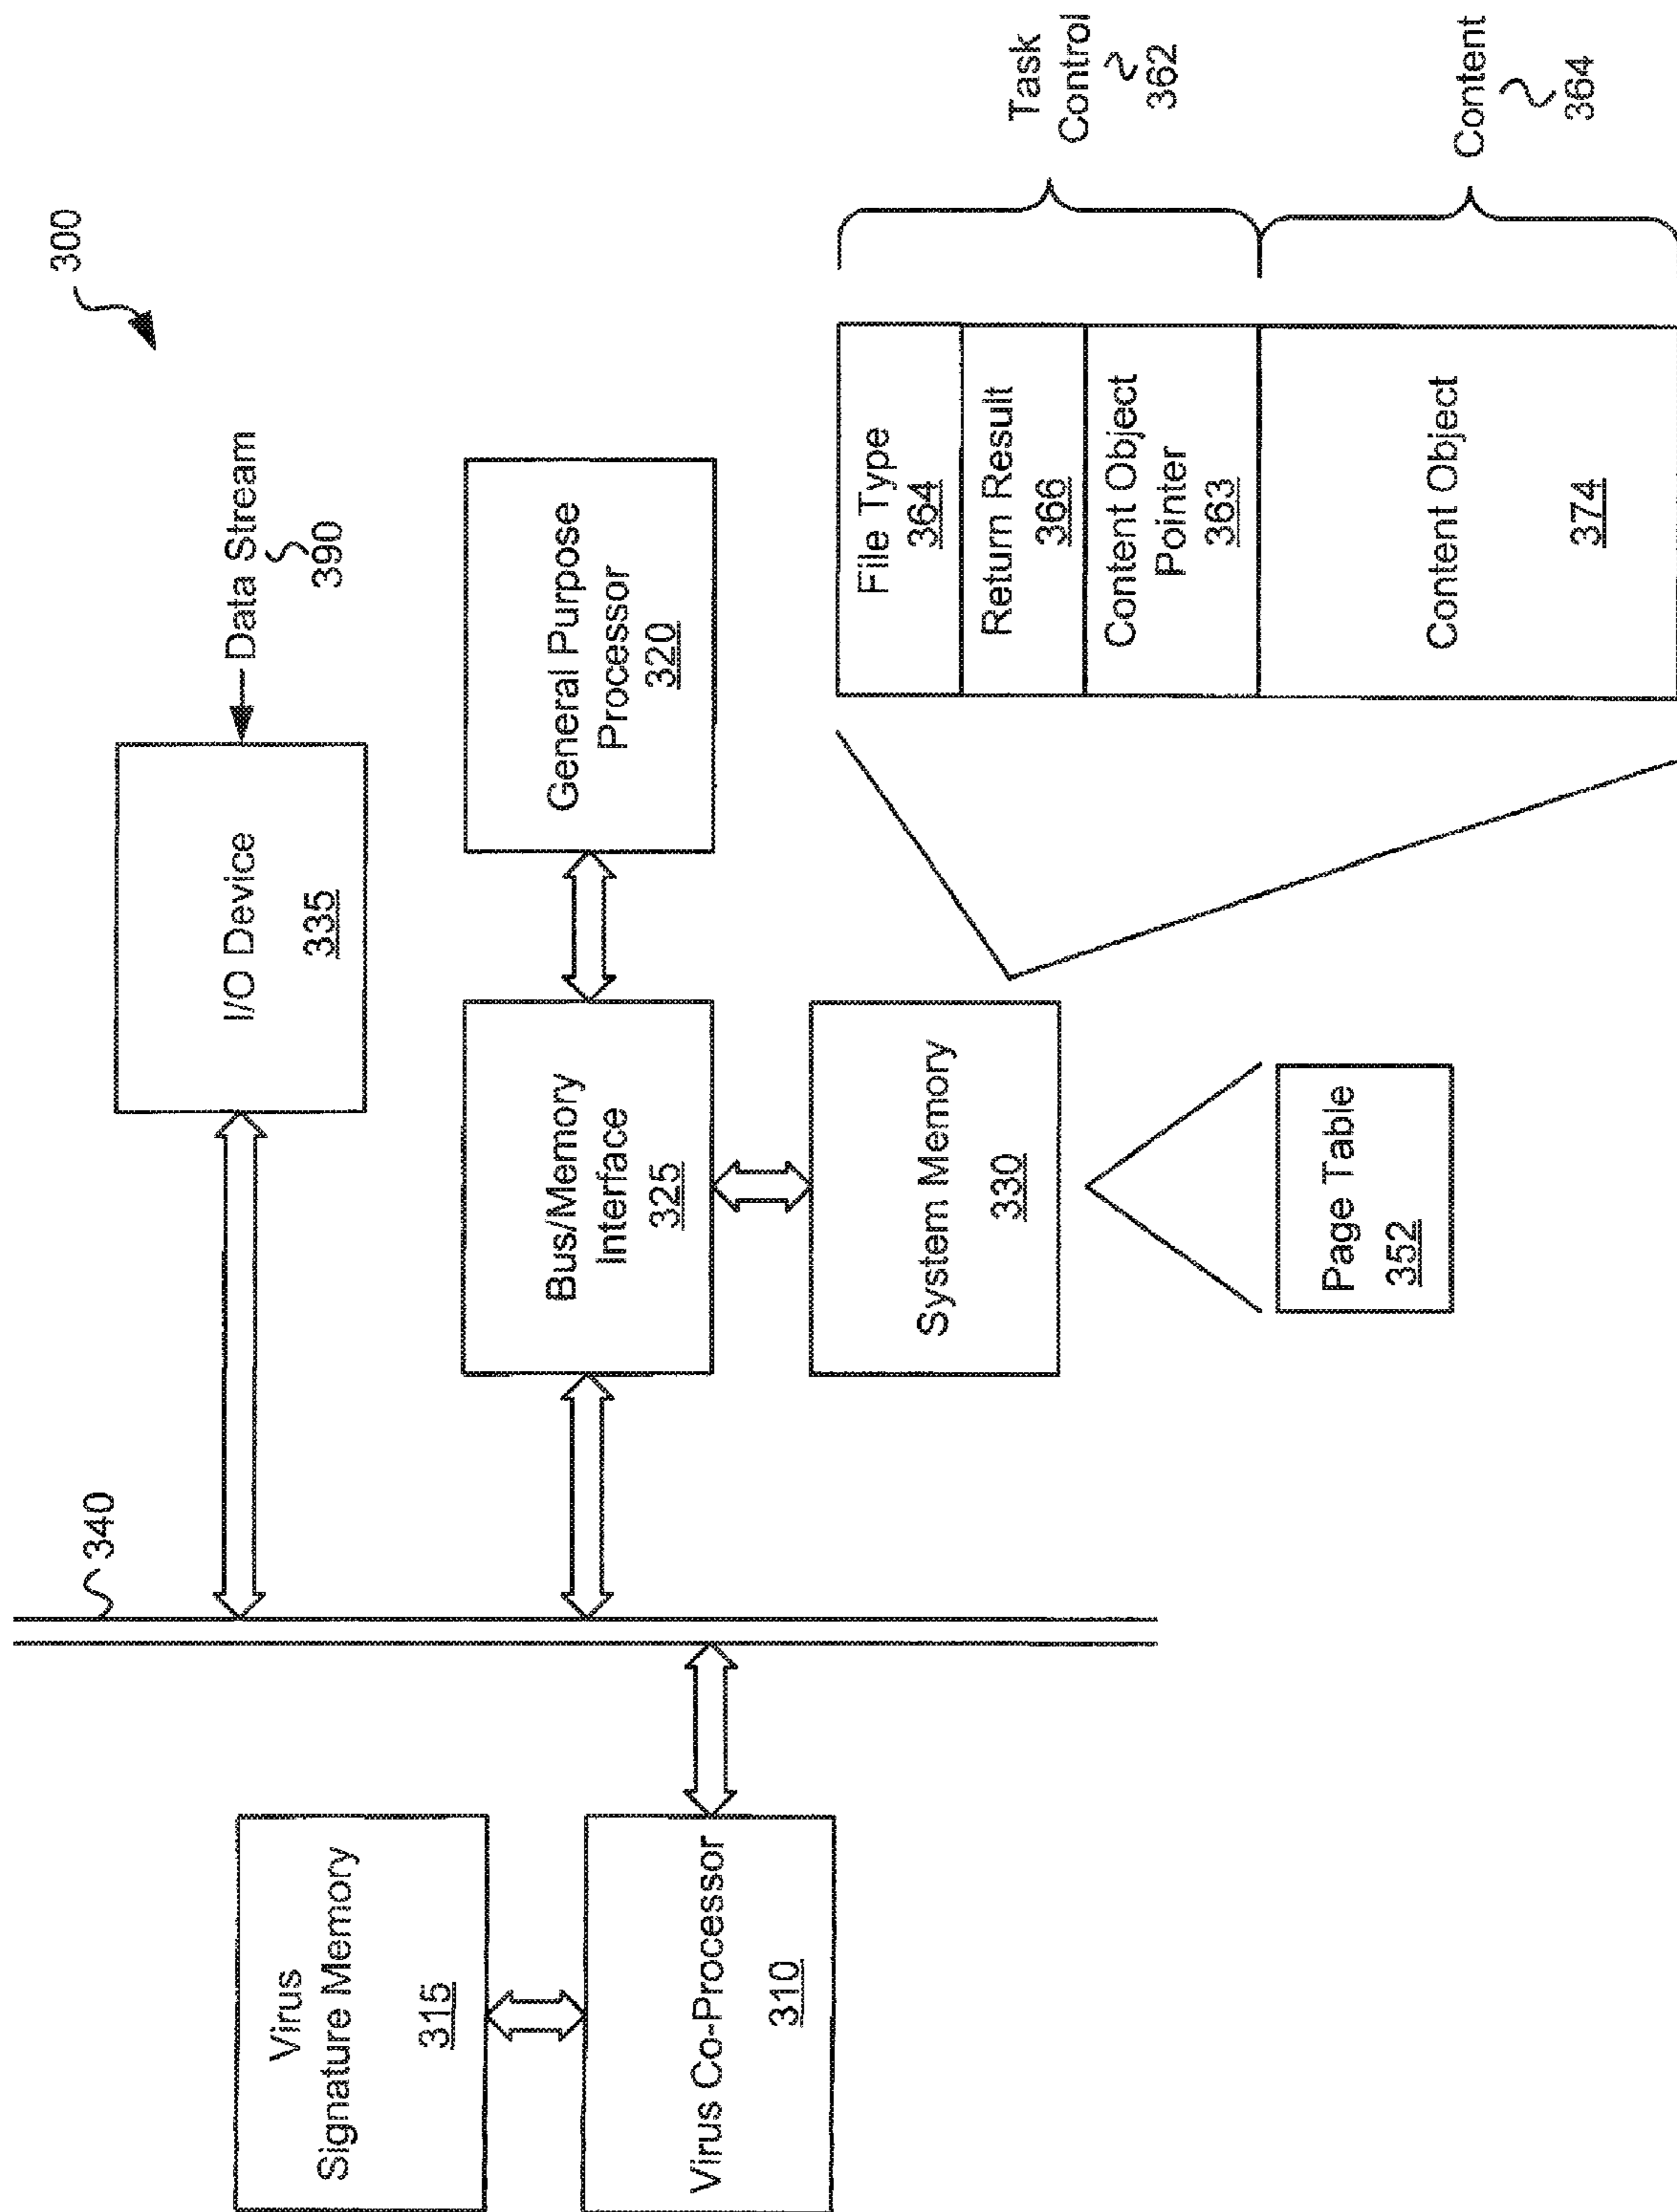 300
340
Virus
Signature Memory
315
Virus Co-Processor
310
I/O Device
335
Data Stream
390
Bus/Memory
Interface
325
General Purpose
Processor
320
System Memory
330
Page Table
352
File Type
364
Return Result
366
Content Object
Pointer
363
Content Object
374
Task
Control
362
Content
364